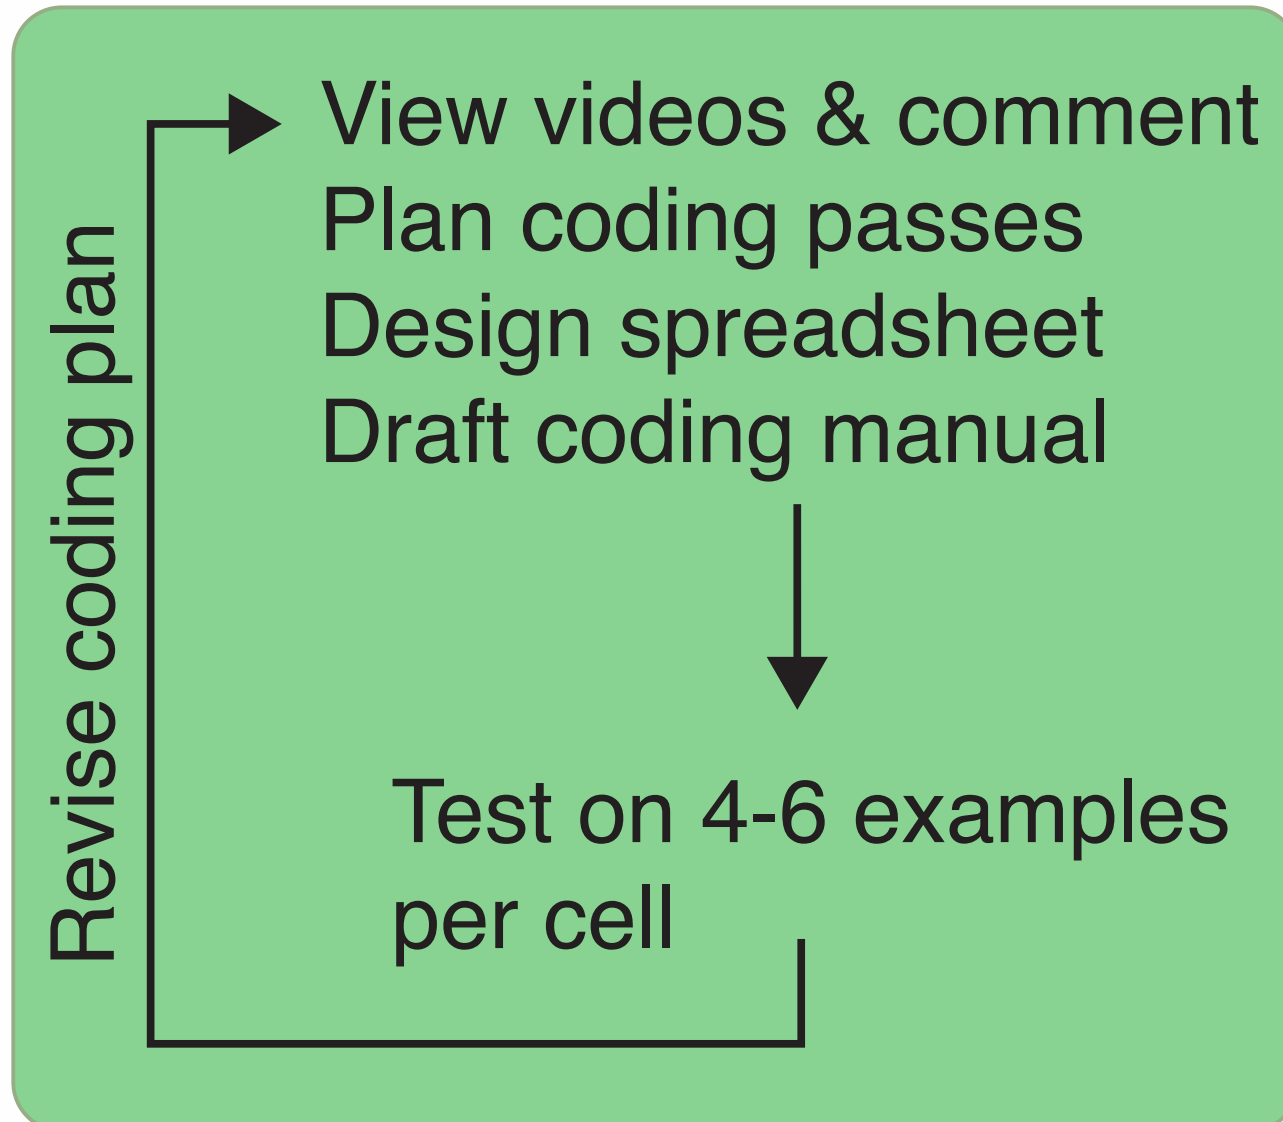 View videos & comment
Plan coding passes
Design spreadsheet
Draft coding manual
Test on 4-6 examples
per cell
Revise coding plan